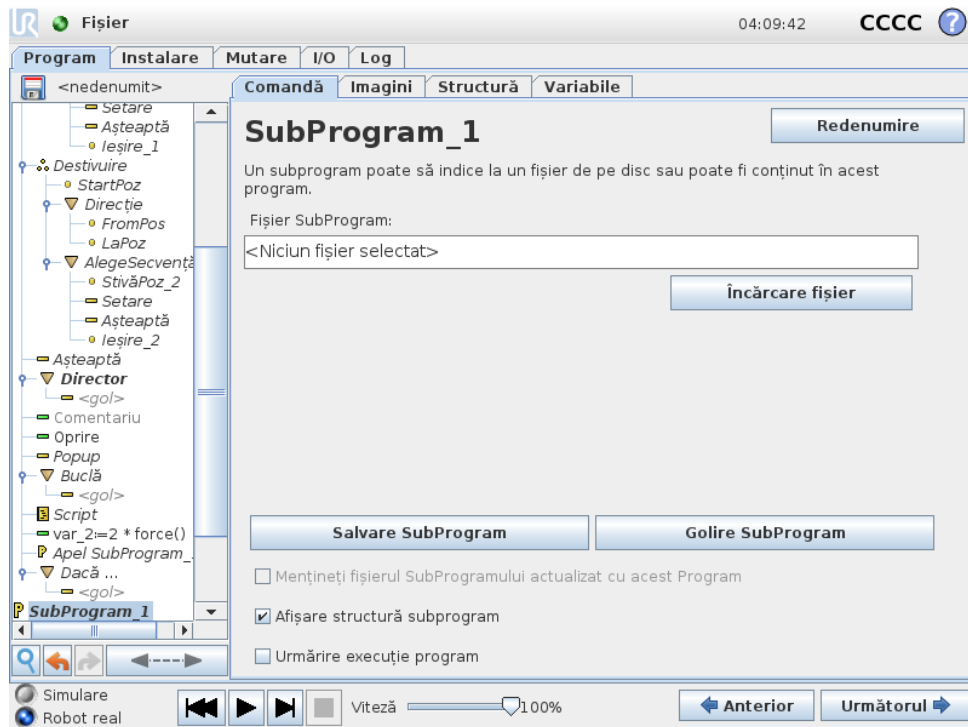 UR Fișier 04:09:42 CCCC ?
Program Instalare Mutare I/O Log
<nedenumit>
Comandă Imagini Structură Variabile
Setare
Așteaptă
Ieșire_1
Destivuire
StartPoz
Direcție
FromPos
LaPoz
AlegeSecvență
StivăPoz_2
Setare
Așteaptă
Ieșire_2
Așteaptă
Director
<gol>
Comentariu
Oprire
Popup
Buclă
<gol>
Script
var_2:=2 * force()
Apel SubProgram_
Dacă ...
<gol>
SubProgram_1
SubProgram_1
Redenumire
Un subprogram poate să indice la un fișier de pe disc sau poate fi conținut în acest
program.
Fișier SubProgram:
<Niciun fișier selectat>
Încărcare fișier
Salvare SubProgram Golire SubProgram
Mențineți fișierul SubProgramului actualizat cu acest Program
Afișare structură subprogram
Urmărire execuție program
Simulare
Robot real
Viteză 100%
Anterior Următorul